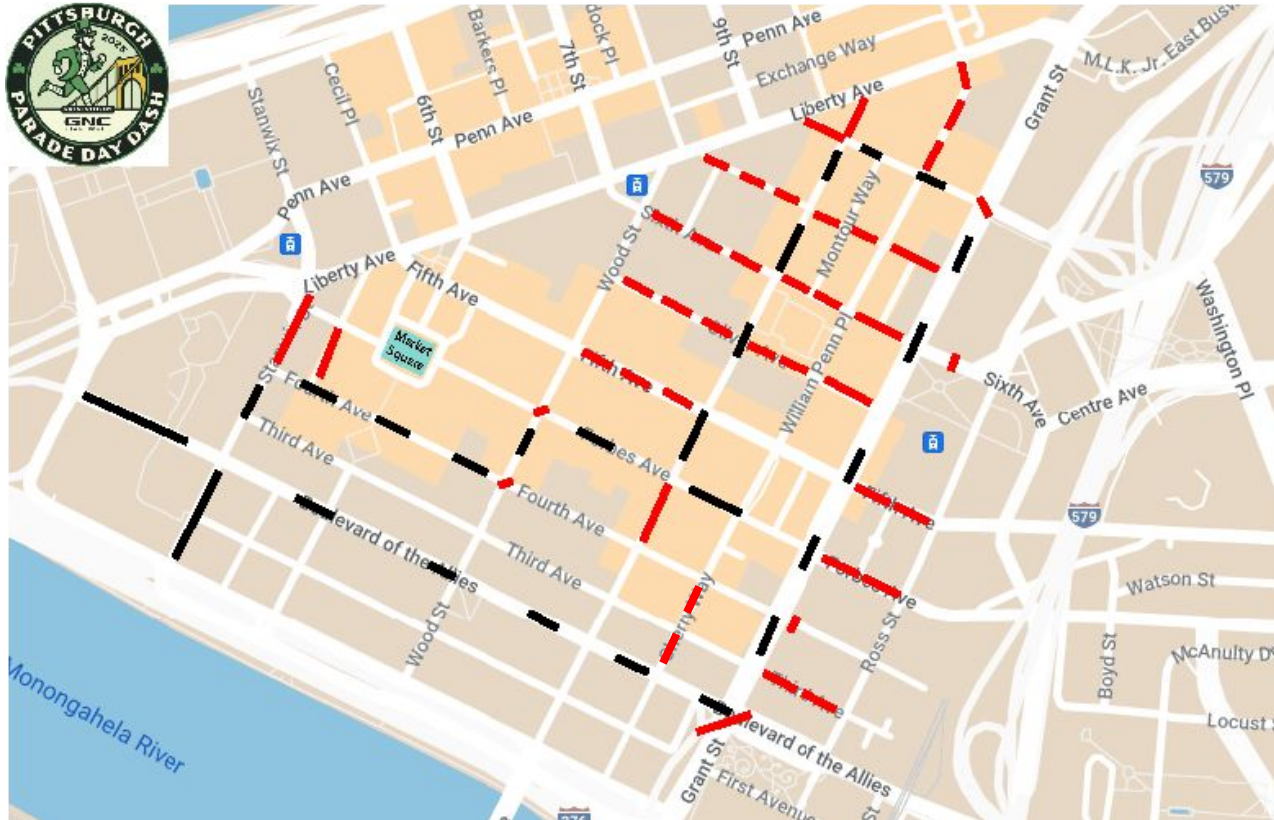 PITTSBURGH
2025
GNC
PARADE DAY DASH
Barkers Pl
7th St
9th St
Penn Ave
Exchange Way
Liberty Ave
Grant St
M.L.K. Jr. East Busw
Stanwix St
Cecil Pl
6th St
Penn Ave
579
Penn Ave
Montour Way
Wood St
Liberty Ave
Fifth Ave
Market
Square
William Penn Pl
Washington Pl
Sixth Ave
Centre Ave
Fourth Ave
Third Ave
Fourth Ave
Third Ave
Boulevard of the Allies
579
Watson St
Wood St
Cherry Way
Ross St
Boyd St
McAnulty D
Locust
Monongahela River
Boulevard of the Allies
Grant St
First Avenue